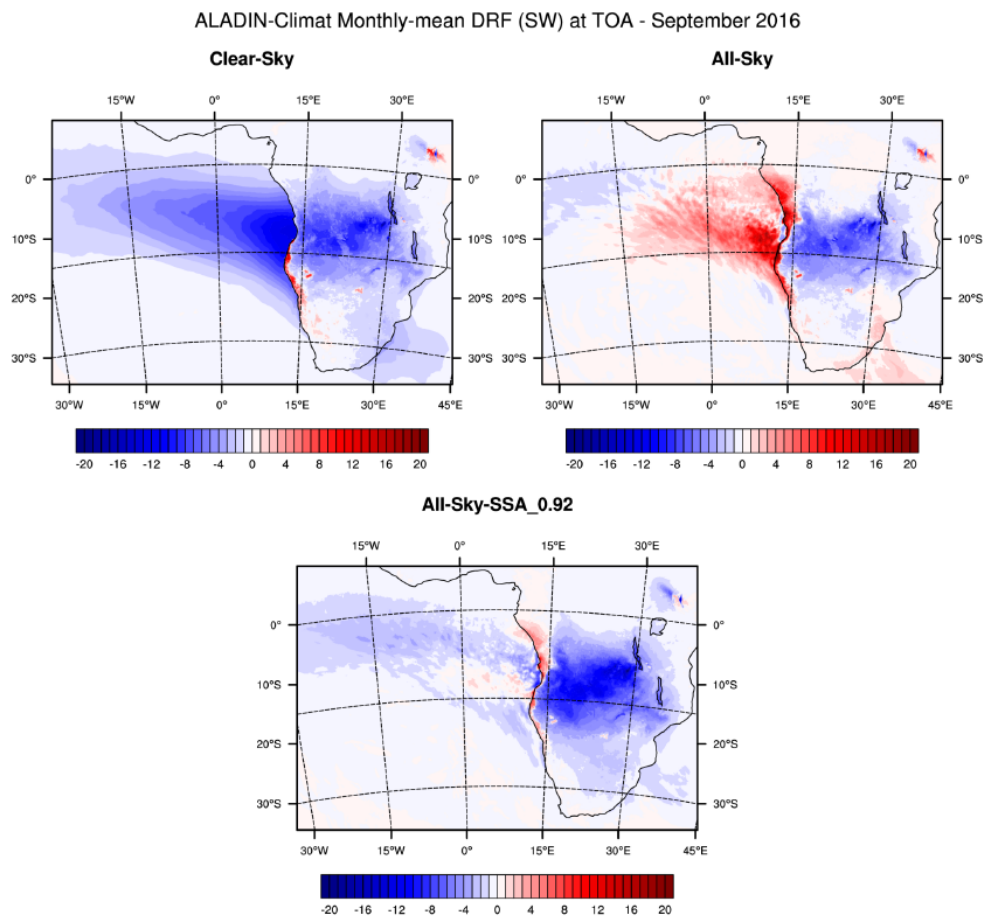 ALADIN-Climat Monthly-mean DRF (SW) at TOA - September 2016
Clear-Sky
15°W 0° 15°E 30°E
0°
10°S
20°S
30°S
0°
10°S
20°S
30°S
30°W 15°W 0° 15°E 30°E 45°E
-20 -16 -12 -8 -4 0 4 8 12 16 20
All-Sky
15°W 0° 15°E 30°E
0°
10°S
20°S
30°S
0°
10°S
20°S
30°S
30°W 15°W 0° 15°E 30°E 45°E
-20 -16 -12 -8 -4 0 4 8 12 16 20
All-Sky-SSA_0.92
15°W 0° 15°E 30°E
0°
10°S
20°S
30°S
0°
10°S
20°S
30°S
30°W 15°W 0° 15°E 30°E 45°E
-20 -16 -12 -8 -4 0 4 8 12 16 20